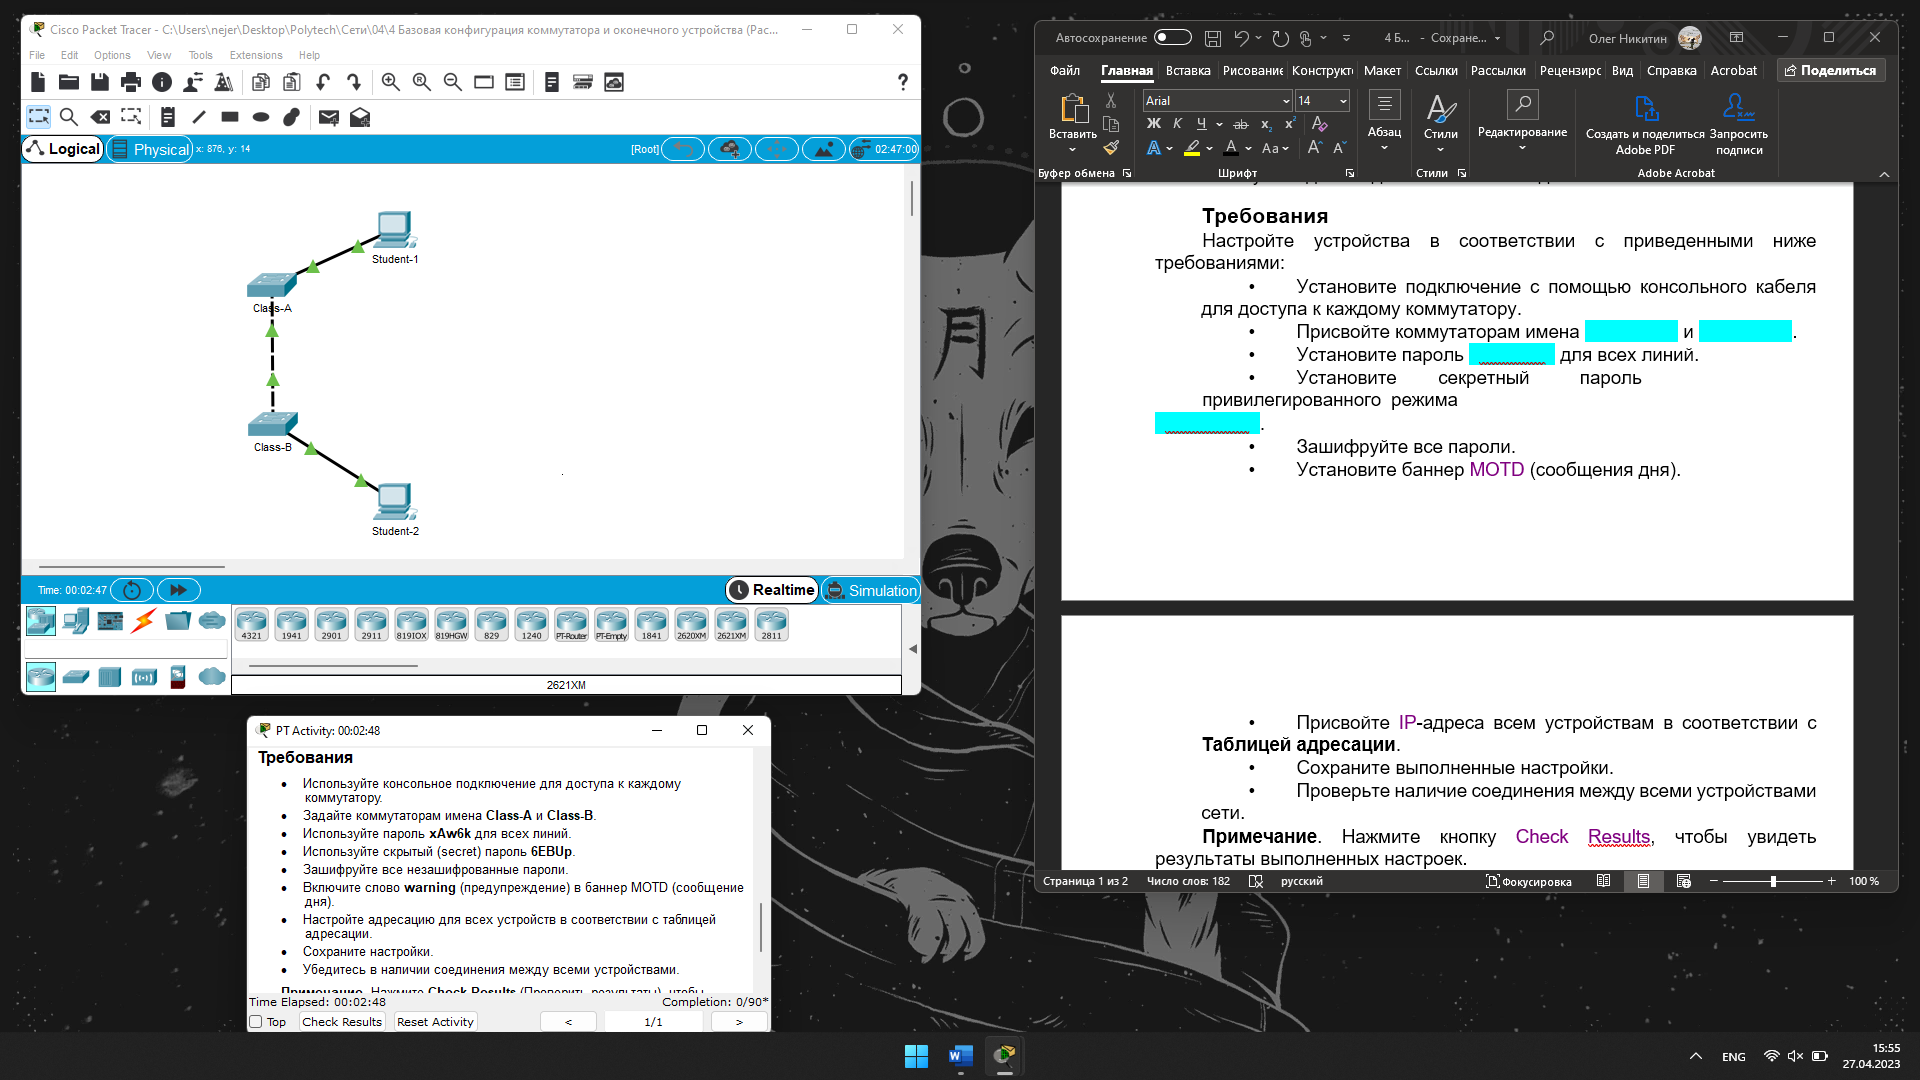 Cisco Packet Tracer - C:\Users\nejer\Desktop\Polytech\Сети\04\4 Базовая конфигурация коммутатора и оконечного устройства (Рас...
File Edit Options View Tools Extensions Help
?
Logical Physical x: 876, y: 14 [Root] 02:47:00
Student-1
Class-A
Class-B
Student-2
Time: 00:02:47 Realtime Simulation
4321 1941 2901 2911 819IOX 819HGW 829 1240 PT-Router PT-Empty 1841 2620XM 2621XM 2811
2621XM
PT Activity: 00:02:48
Требования
• Используйте консольное подключение для доступа к каждому
коммутатору.
• Задайте коммутаторам имена Class-A и Class-B.
• Используйте пароль xAw6k для всех линий.
• Используйте скрытый (secret) пароль 6EBUp.
• Зашифруйте все незашифрованные пароли.
• Включите слово warning (предупреждение) в баннер MOTD (сообщение
дня).
• Настройте адресацию для всех устройств в соответствии с таблицей
адресации.
• Сохраните настройки.
• Убедитесь в наличии соединения между всеми устройствами.
Примечание. Нажмите Check Results (Проверить результаты), чтобы
Time Elapsed: 00:02:48 Completion: 0/90*
Top Check Results Reset Activity < 1/1 >
Автосохранение 4 Б... - Сохране... Олег Никитин
Файл Главная Вставка Рисование Конструкт Макет Ссылки Рассылки Рецензирс Вид Справка Acrobat Поделиться
Вставить
Arial 14
Ж К Ч ab x₂ x² A
A A Aa A A
Абзац
Стили
Редактирование
Создать и поделиться
Adobe PDF
Запросить
подписи
Буфер обмена Шрифт Стили Adobe Acrobat
Требования
Настройте устройства в соответствии с приведенными ниже
требованиями:
• Установите подключение с помощью консольного кабеля
для доступа к каждому коммутатору.
• Присвойте коммутаторам имена и .
• Установите пароль для всех линий.
• Установите секретный пароль
привилегированного режима
.
• Зашифруйте все пароли.
• Установите баннер MOTD (сообщения дня).
• Присвойте IP-адреса всем устройствам в соответствии с
Таблицей адресации.
• Сохраните выполненные настройки.
• Проверьте наличие соединения между всеми устройствами
сети.
Примечание. Нажмите кнопку Check Results, чтобы увидеть
результаты выполненных настроек.
Страница 1 из 2 Число слов: 182 русский Фокусировка 100 %
月
ENG 15:55
27.04.2023